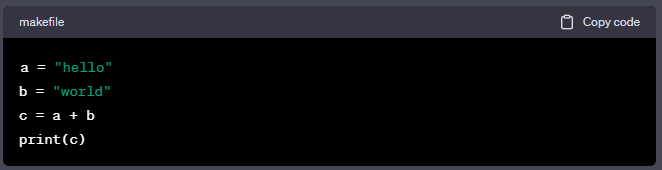 makefile Copy code
a = "hello"
b = "world"
c = a + b
print(c)